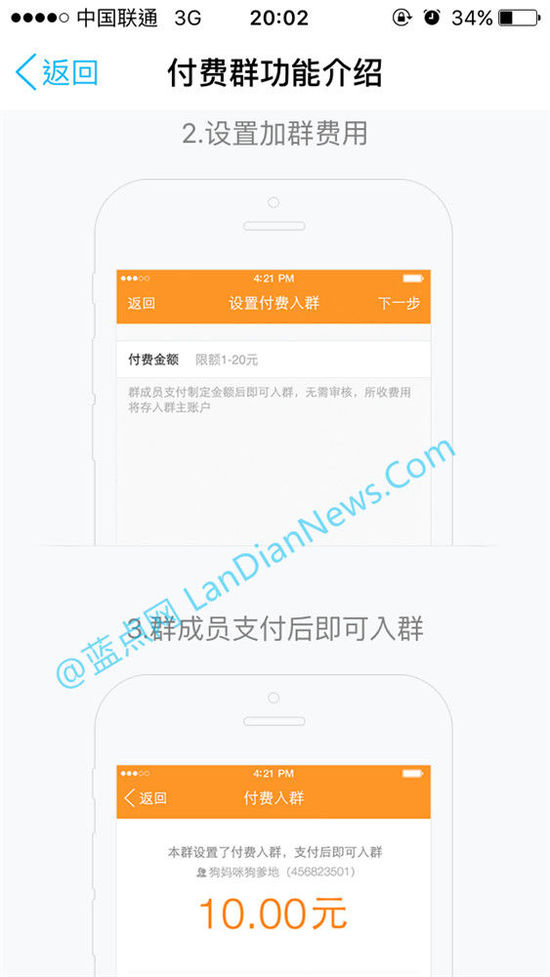 中国联通 3G 20:02 34%
返回 付费群功能介绍
2.设置加群费用
4:21 PM
返回 设置付费入群 下一步
付费金额 限额1-20元
群成员支付制定金额后即可入群，无需审核，所收费用
将存入群主账户
@蓝点网 LanDianNews.Com
3.群成员支付后即可入群
4:21 PM
返回 付费入群
本群设置了付费入群，支付后即可入群
狗妈咪狗爹地（456823501）
10.00元